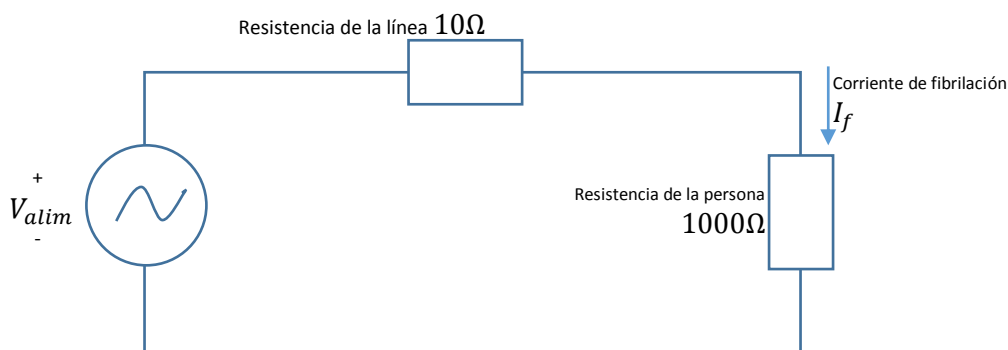 Resistencia de la línea 10Ω
Corriente de fibrilación
I_f
+
V_alim
-
Resistencia de la persona
1000Ω